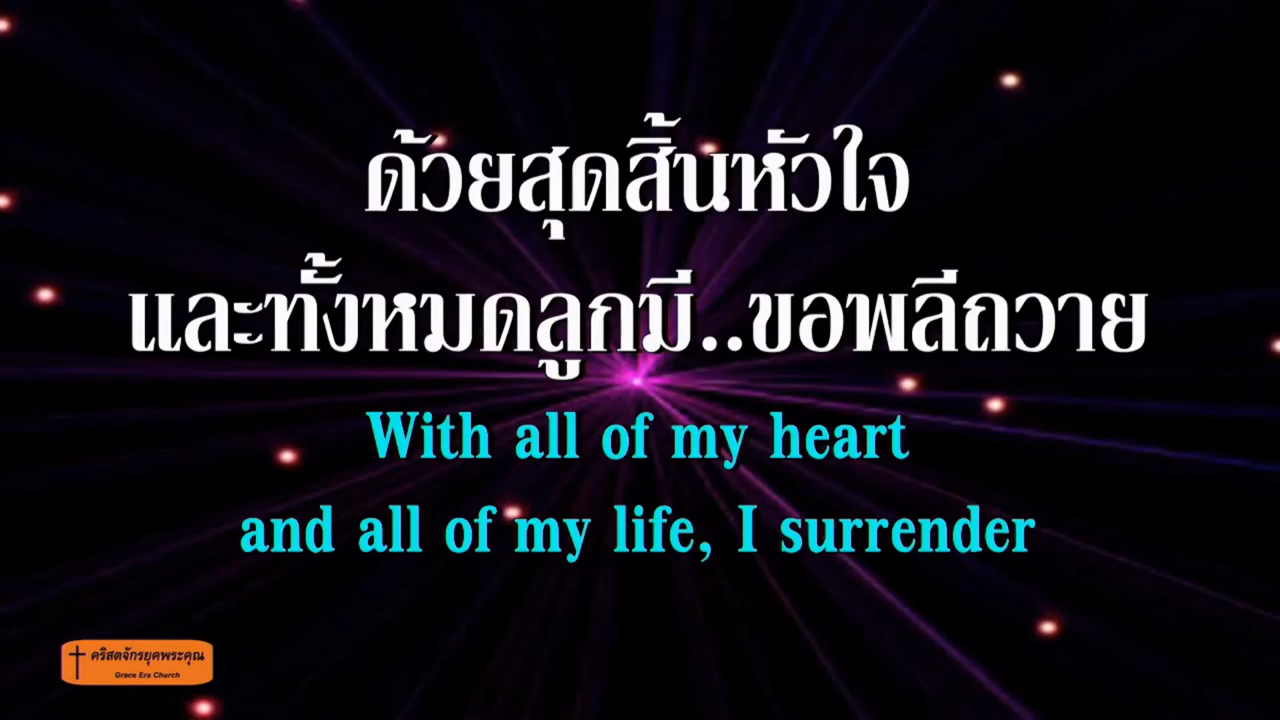 ด้วยสุดสิ้นหัวใจ
และทั้งหมดลูกมี..ขอพลีถวาย
With all of my heart
and all of my life, I surrender
คริสตจักรยุคพระคุณ
Grace Era Church